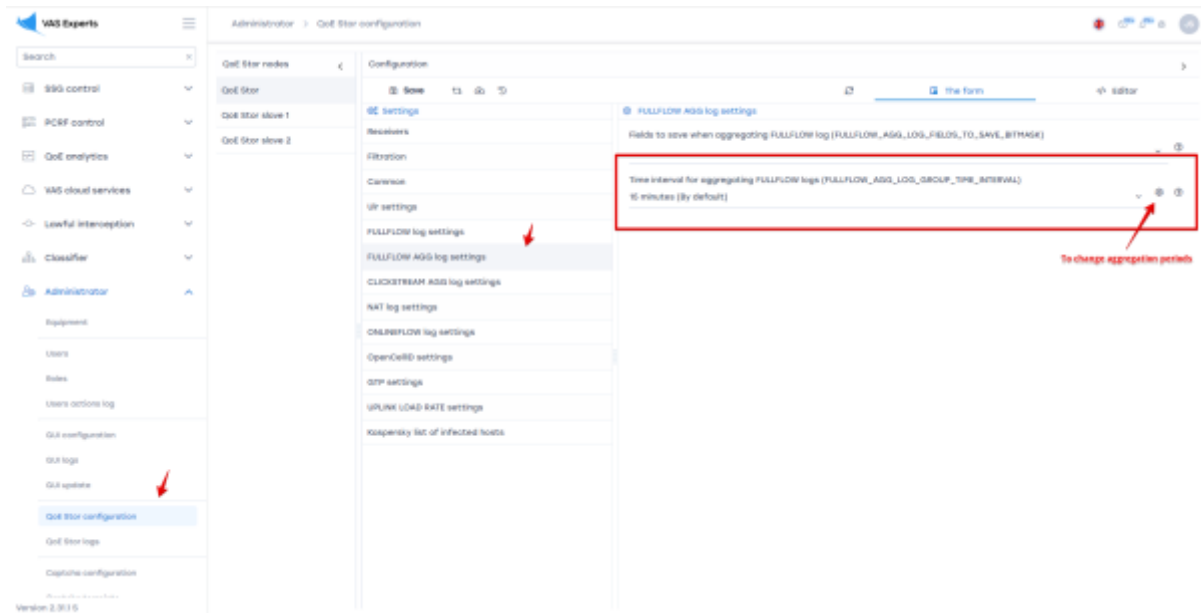 VAS Experts
Administrator > QoE Stor configuration
Search
QoE Stor nodes
Configuration
SSG control
QoE Stor
Save
The form
Editor
PCRF control
QoE Stor slave 1
Settings
FULLFLOW AGG log settings
QoE Stor slave 2
Receivers
Fields to save when aggregating FULLFLOW log (FULLFLOW_AGG_LOG_FIELDS_TO_SAVE_BITMASK)
QoE analytics
Filtration
VAS cloud services
Common
Time interval for aggregating FULLFLOW logs (FULLFLOW_AGG_LOG_GROUP_TIME_INTERVAL)
Ulr settings
15 minutes (By default)
Lawful interception
FULLFLOW log settings
Classifier
FULLFLOW AGG log settings
To change aggregation periods
CLICKSTREAM AGG log settings
Administrator
NAT log settings
Equipment
ONLINEFLOW log settings
Users
OpenCellID settings
Roles
GTP settings
Users actions log
UPLINK LOAD RATE settings
GUI configuration
Kaspersky list of infected hosts
GUI logs
GUI update
QoE Stor configuration
QoE Stor logs
Captcha configuration